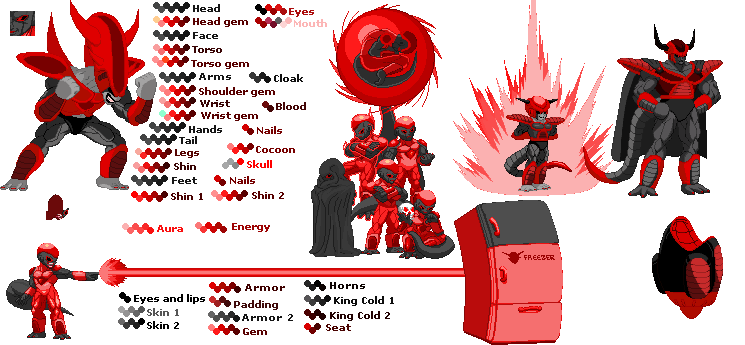 Head
Eyes
Head gem
Mouth
Face
Torso
Torso gem
Arms
Cloak
Shoulder gem
Wrist
Blood
Wrist gem
Hands
Nails
Tail
Legs
Cocoon
Shin
Skull
Feet
Nails
Shin 1
Shin 2
Aura
Energy
FREEZER
Eyes and lips
Skin 1
Skin 2
Armor
Padding
Armor 2
Gem
Horns
King Cold 1
King Cold 2
Seat